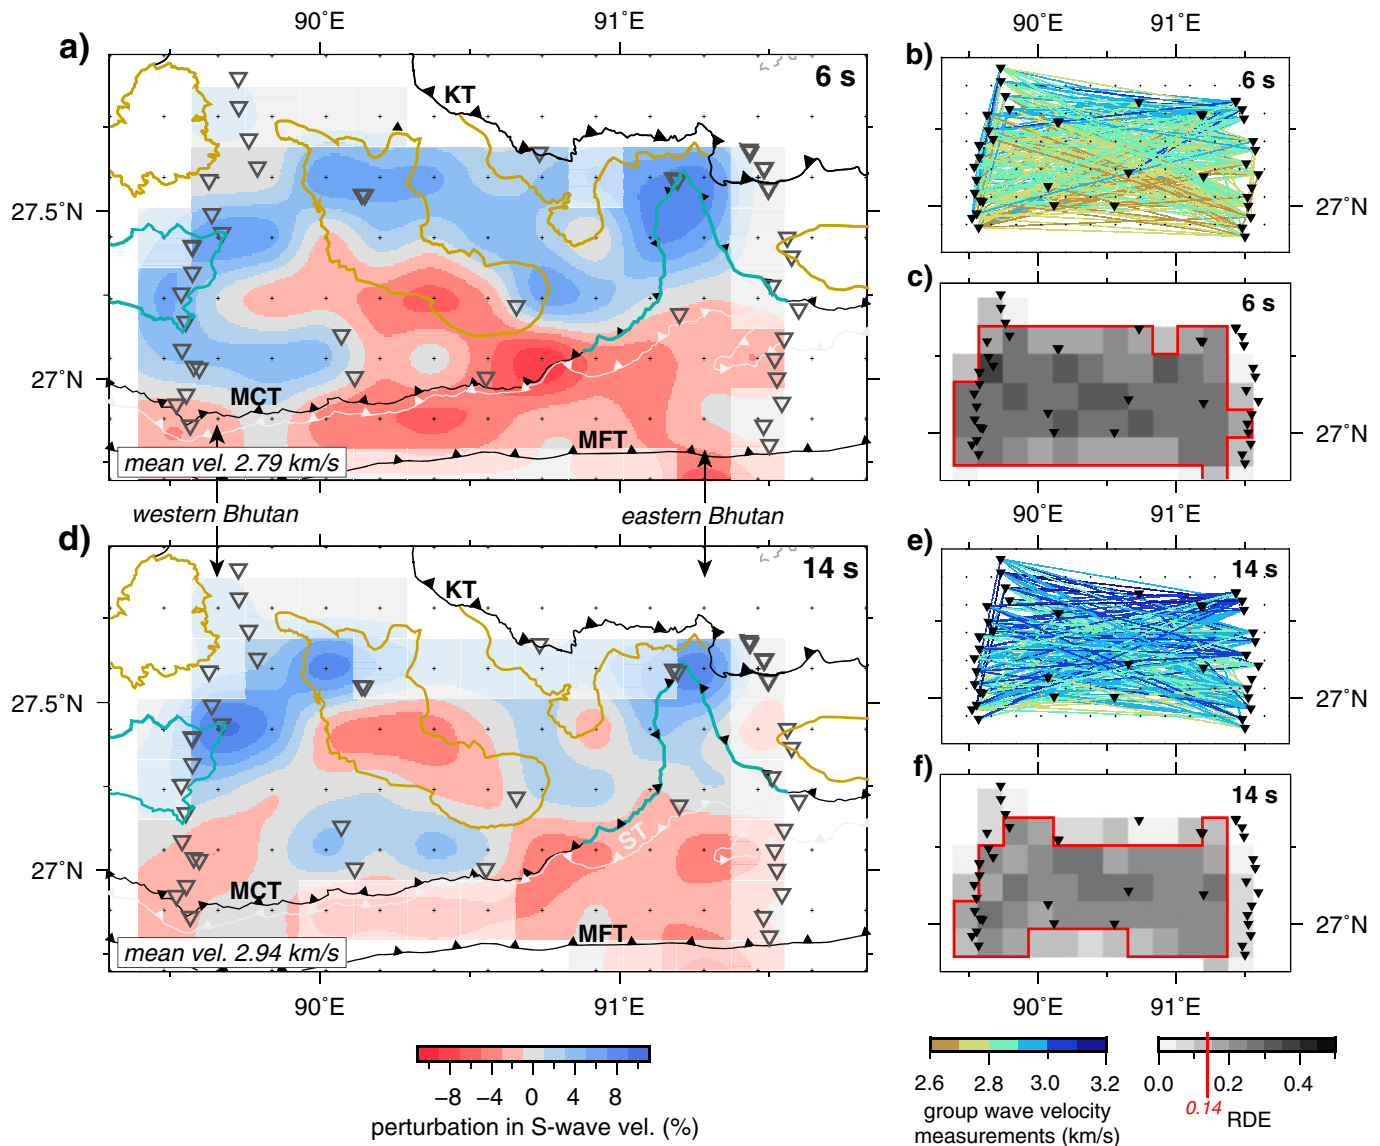 90˚E
91˚E
a)
6 s
KT
27.5˚N
27˚N
MCT
MFT
mean vel. 2.79 km/s
western Bhutan
eastern Bhutan
d)
14 s
KT
27.5˚N
27˚N
ST
MCT
MFT
mean vel. 2.94 km/s
90˚E
91˚E
−8 −4 0 4 8
perturbation in S-wave vel. (%)
90˚E
91˚E
b)
6 s
27˚N
c)
6 s
27˚N
90˚E
91˚E
e)
14 s
27˚N
f)
14 s
27˚N
90˚E
91˚E
2.6 2.8 3.0 3.2
group wave velocity
measurements (km/s)
0.0 0.2 0.4
0.14
RDE